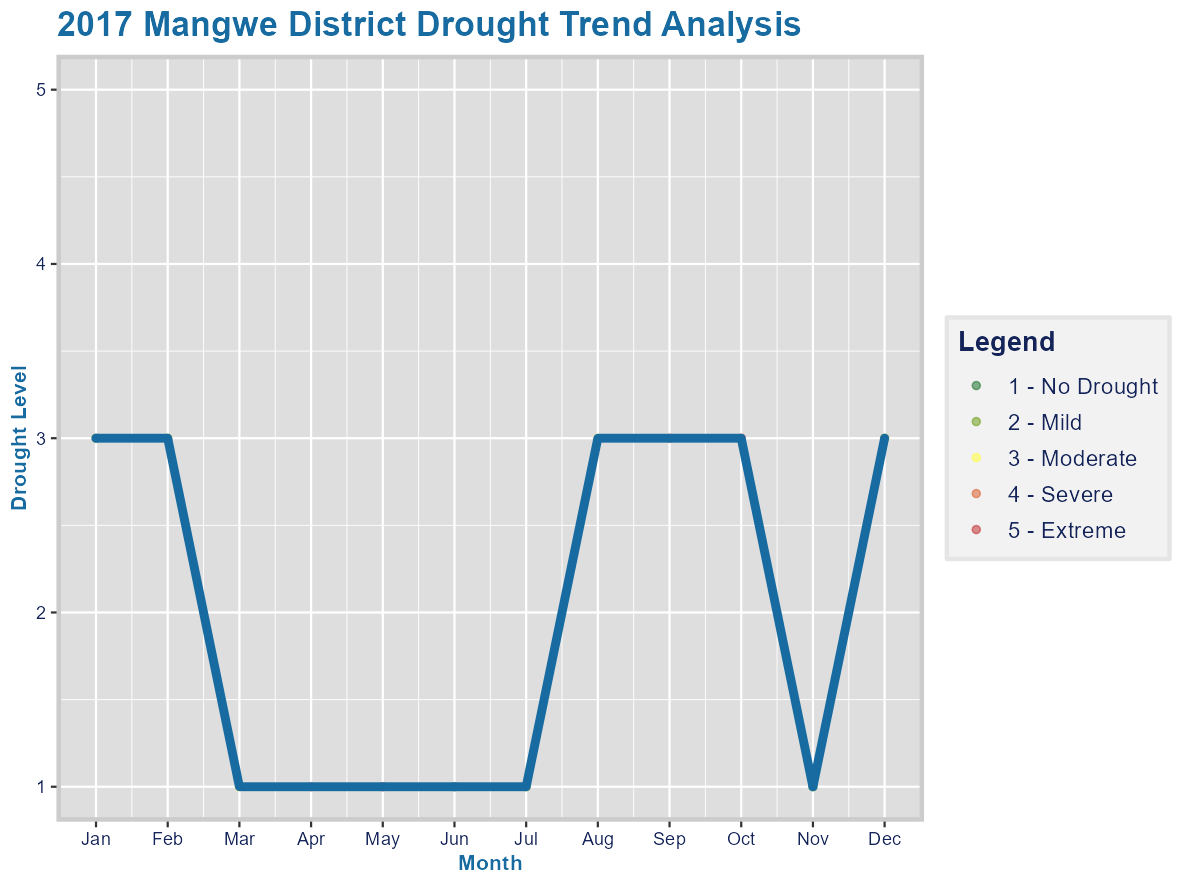 2017 Mangwe District Drought Trend Analysis
5
4
3
2
1
Drought Level
Jan Feb Mar Apr May Jun Jul Aug Sep Oct Nov Dec
Month
Legend
1 - No Drought
2 - Mild
3 - Moderate
4 - Severe
5 - Extreme